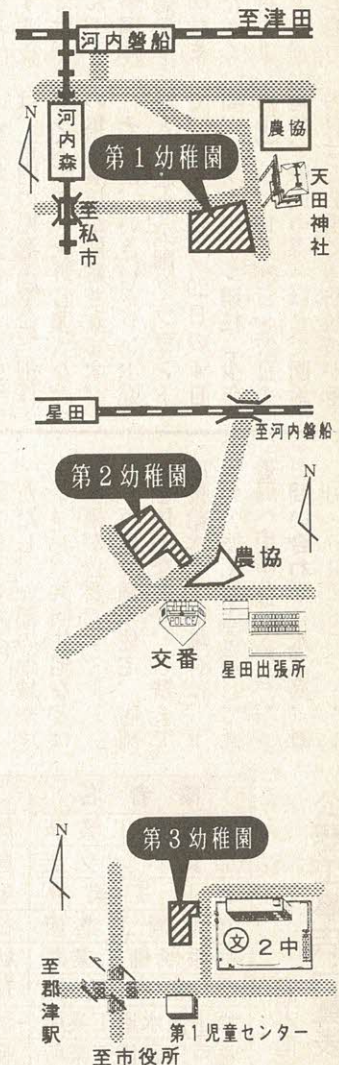 至津田
河内磐船
N
河内森
農協
第1幼稚園
天田神社
至私市
星田
至河内磐船
第2幼稚園
N
農協
POLICE
交番
星田出張所
N
第3幼稚園
文 2中
至郡津駅
第1児童センター
至市役所